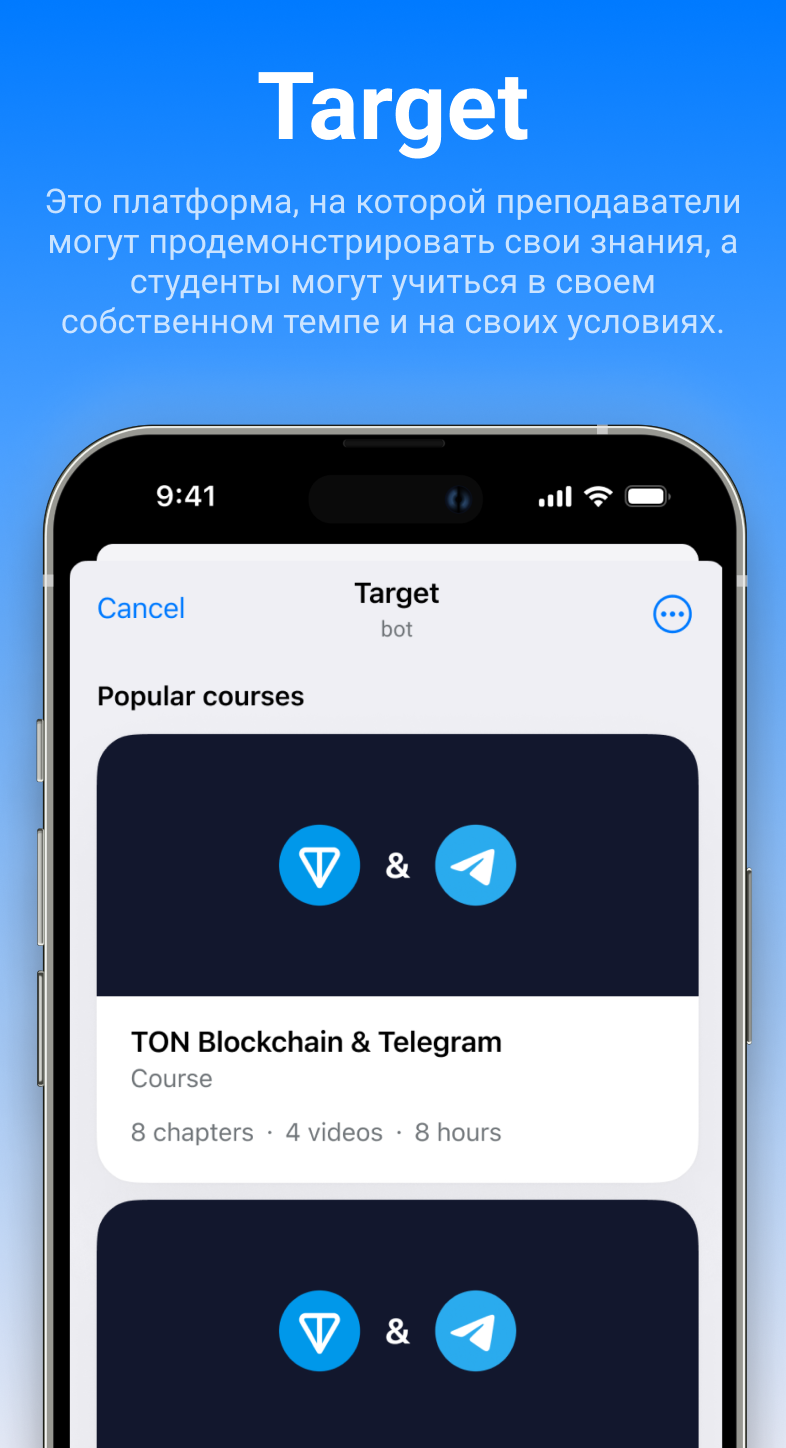 Target
Это платформа, на которой преподаватели
могут продемонстрировать свои знания, а
студенты могут учиться в своем
собственном темпе и на своих условиях.
9:41
Cancel
Target
bot
Popular courses
&
TON Blockchain & Telegram
Course
8 chapters · 4 videos · 8 hours
&